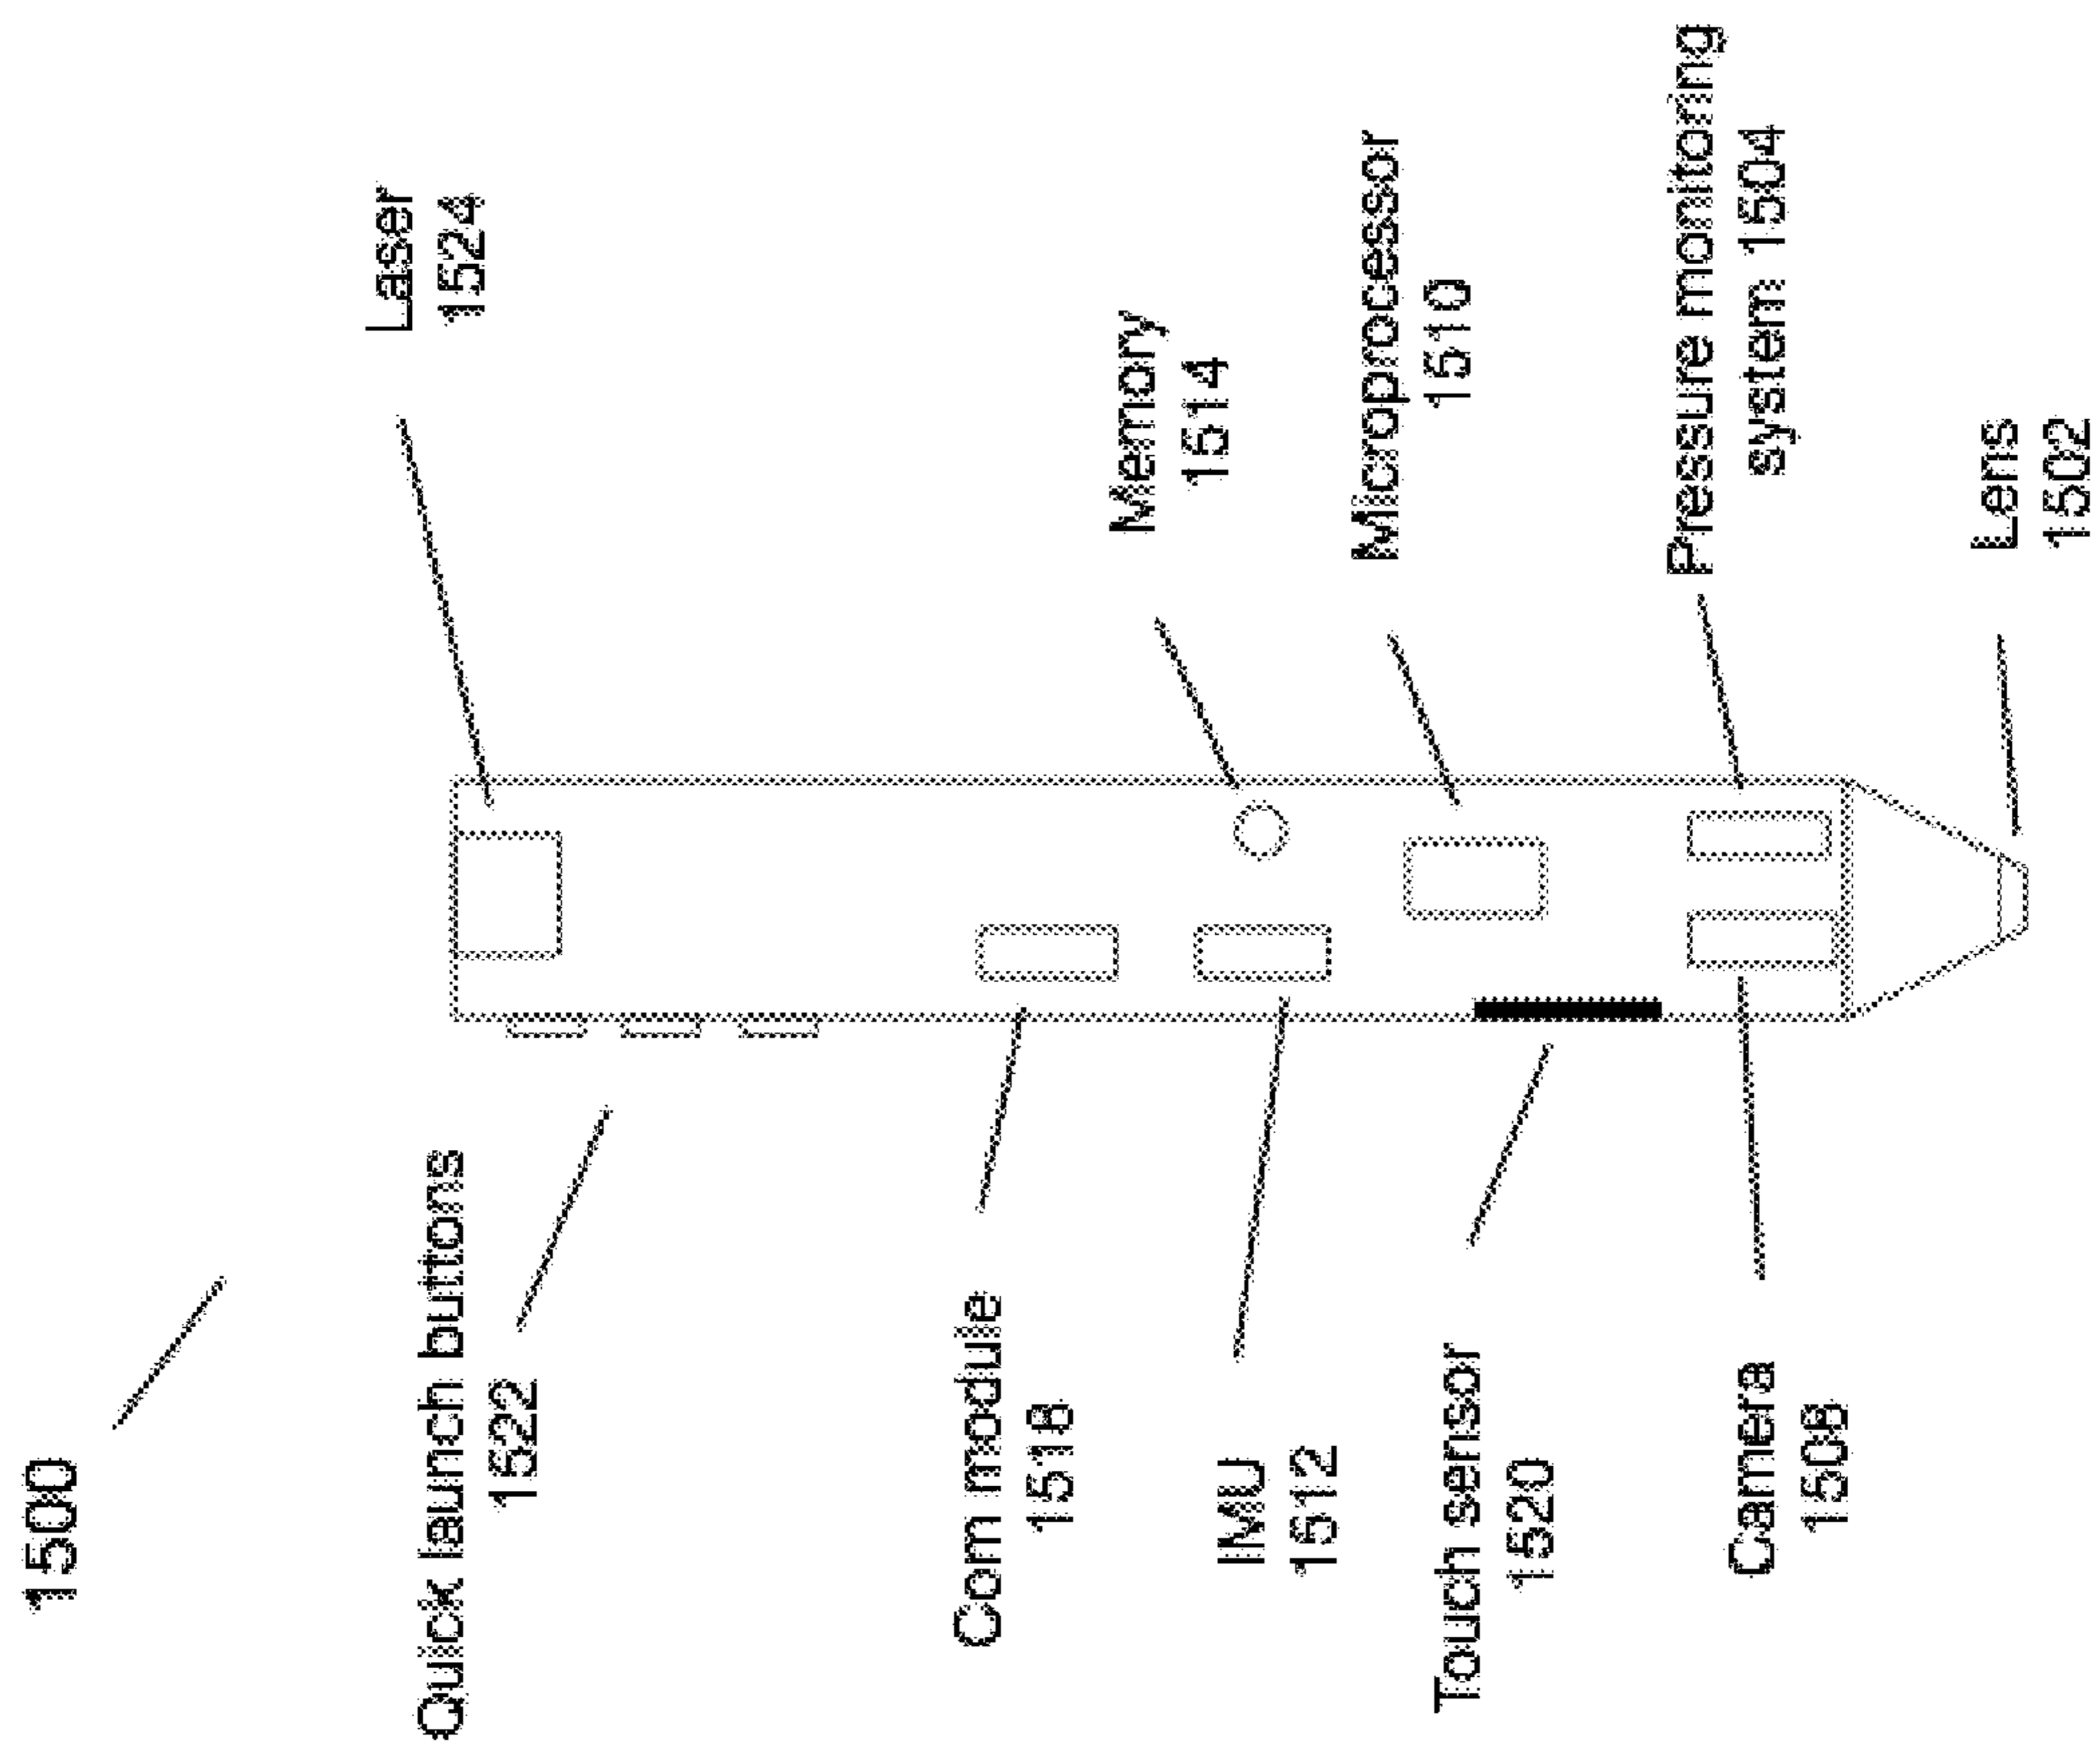 1500
Quick launch buttons
1522
Laser
1524
Com module
1518
Memory
1514
IMU
1512
Microprocessor
1510
Touch sensor
1520
Pressure monitoring
system 1504
Camera
1508
Lens
1502